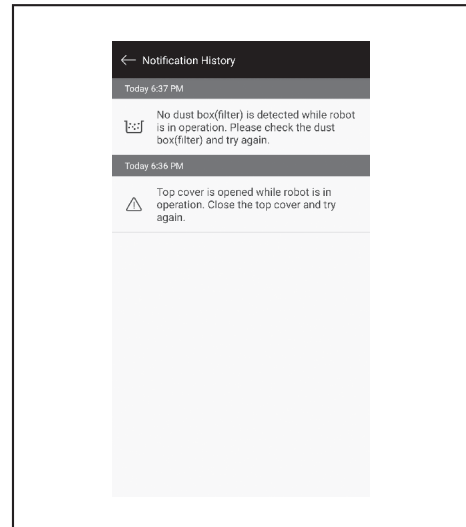 Notification History
Today 6:37 PM
No dust box(filter) is detected while robot
is in operation. Please check the dust
box(filter) and try again.
Today 6:36 PM
Top cover is opened while robot is in
operation. Close the top cover and try
again.